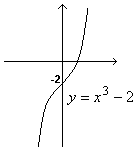 -2
y = x³ − 2